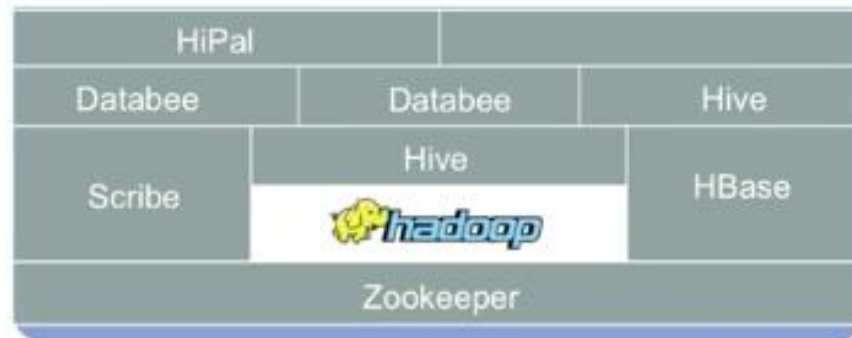 HiPal
Databee Databee Hive
Hive
Scribe HBase
hadoop
Zookeeper